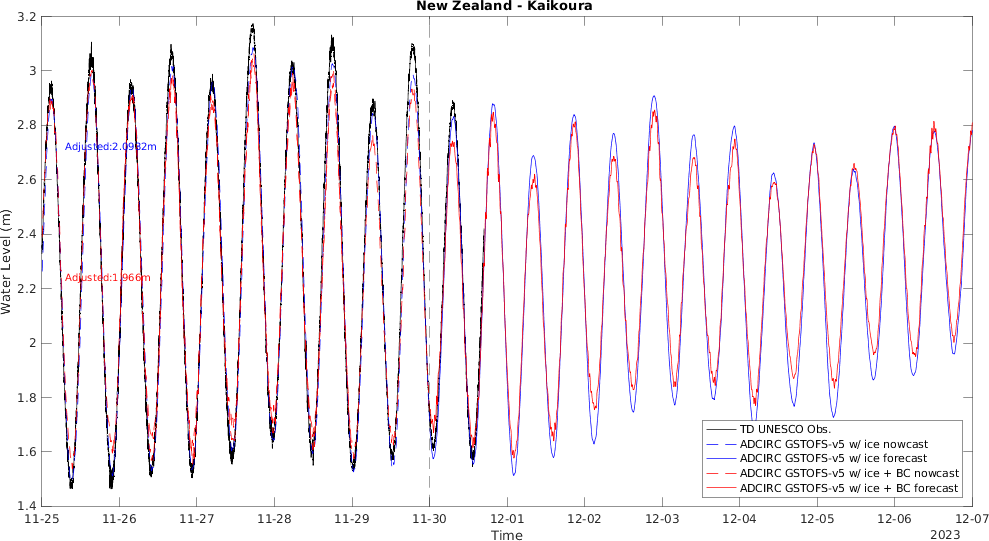 New Zealand - Kaikoura
3.2
3
2.8
2.6
2.4
2.2
2
1.8
1.6
1.4
Water Level (m)
Adjusted:2.0982m
Adjusted:1.966m
TD UNESCO Obs.
ADCIRC GSTOFS-v5 w/ ice nowcast
ADCIRC GSTOFS-v5 w/ ice forecast
ADCIRC GSTOFS-v5 w/ ice + BC nowcast
ADCIRC GSTOFS-v5 w/ ice + BC forecast
11-25 11-26 11-27 11-28 11-29 11-30 12-01 12-02 12-03 12-04 12-05 12-06 12-07
Time
2023